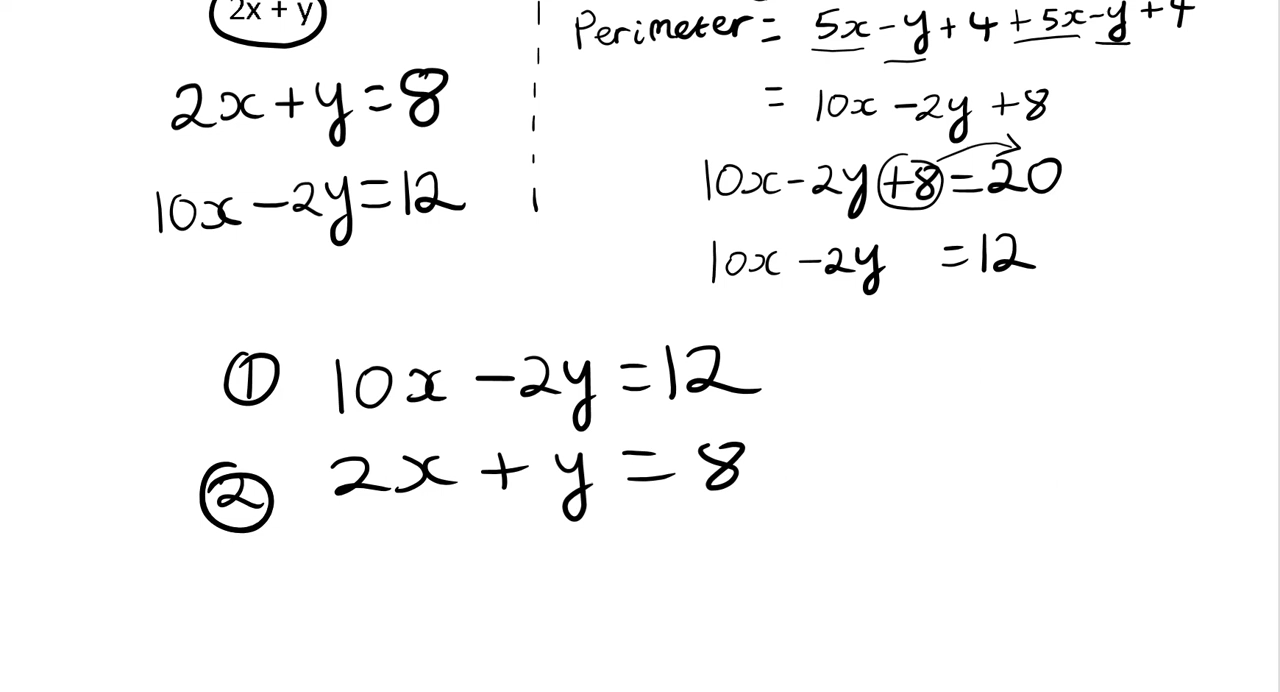 2x + y
2x + y = 8
10x - 2y = 12
Perimeter = 5x - y + 4 + 5x - y + 4
= 10x - 2y + 8
10x - 2y +8 = 20
10x - 2y = 12
① 10x - 2y = 12
② 2x + y = 8